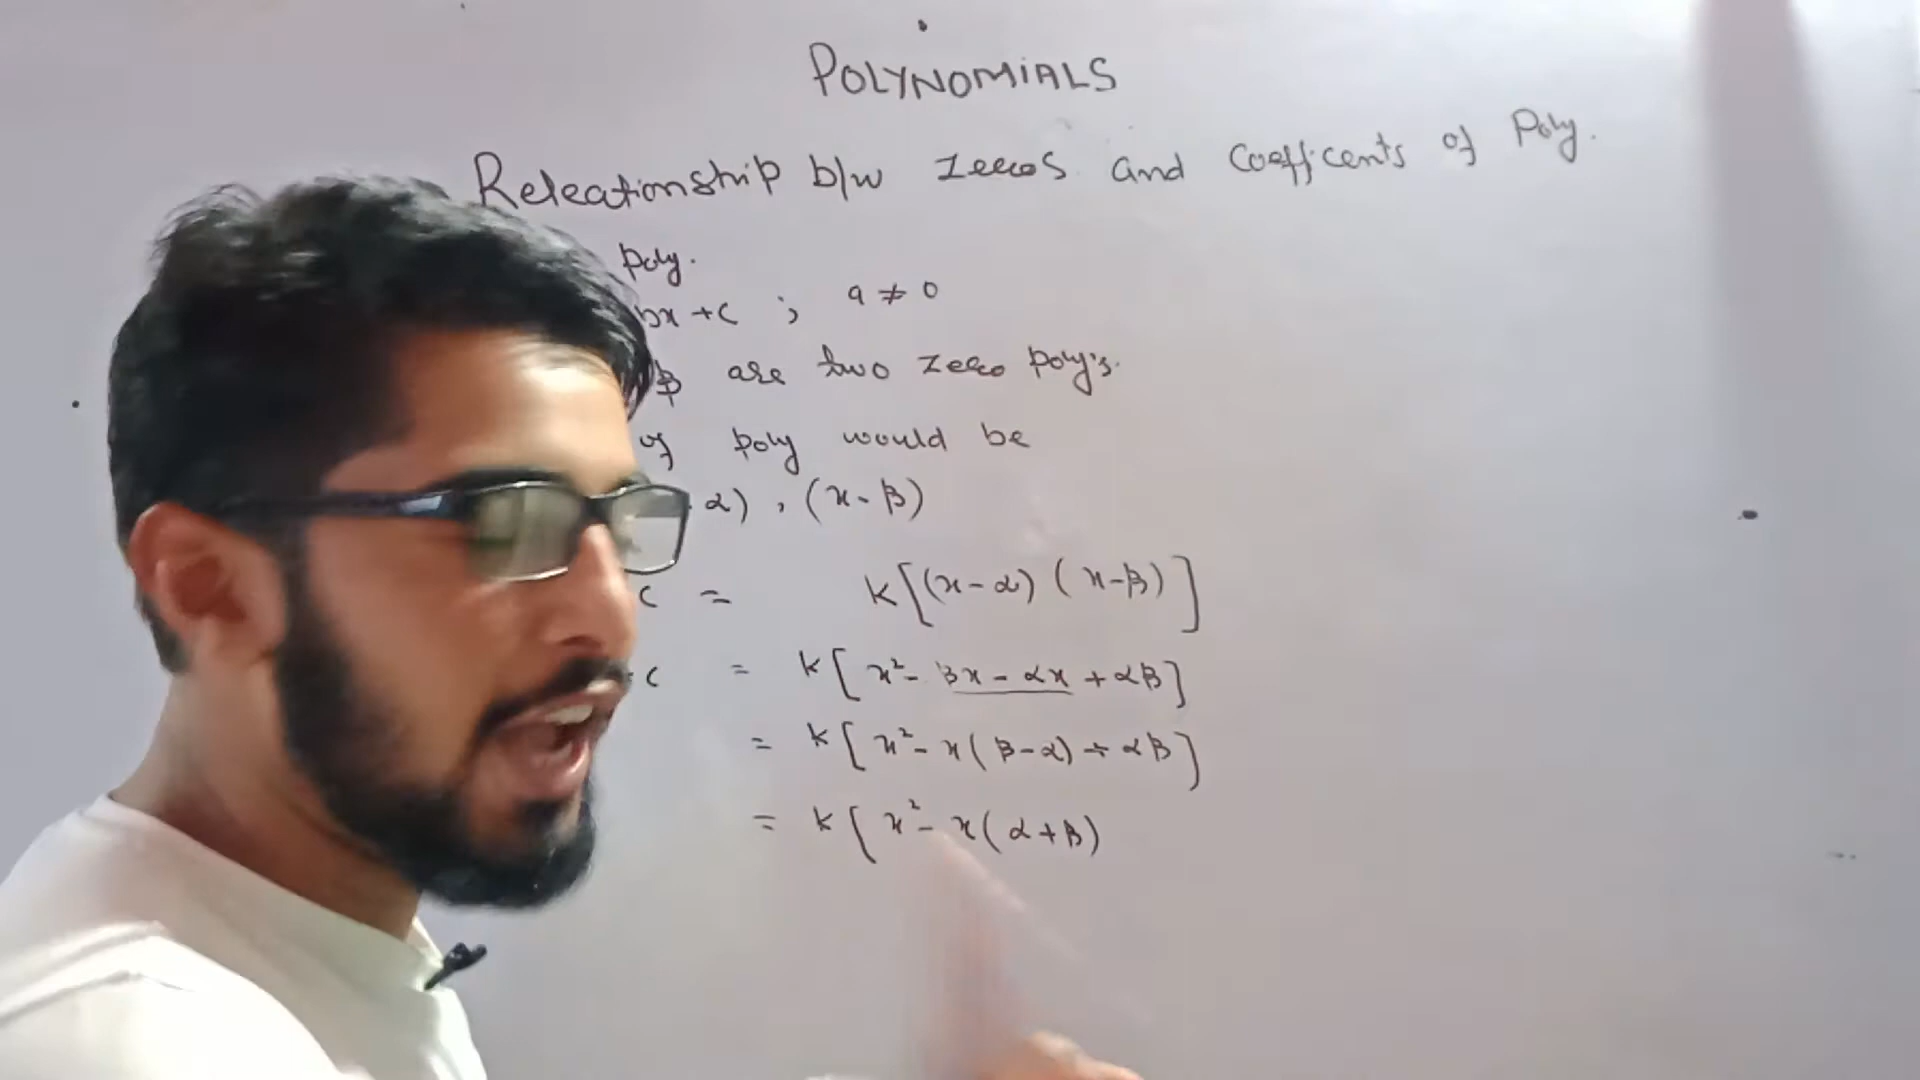 POLYNOMIALS
Releationship b/w Zeros and Coefficents of Poly.
Poly.
bx + c ; a ≠ 0
β are two zero poly's.
of poly would be
α) , (x - β)
c = k[(x - α) (x - β)]
c = k[x² - βx - αx + αβ]
= k[x² - x(β - α) + αβ]
= k[x² - x(α + β)